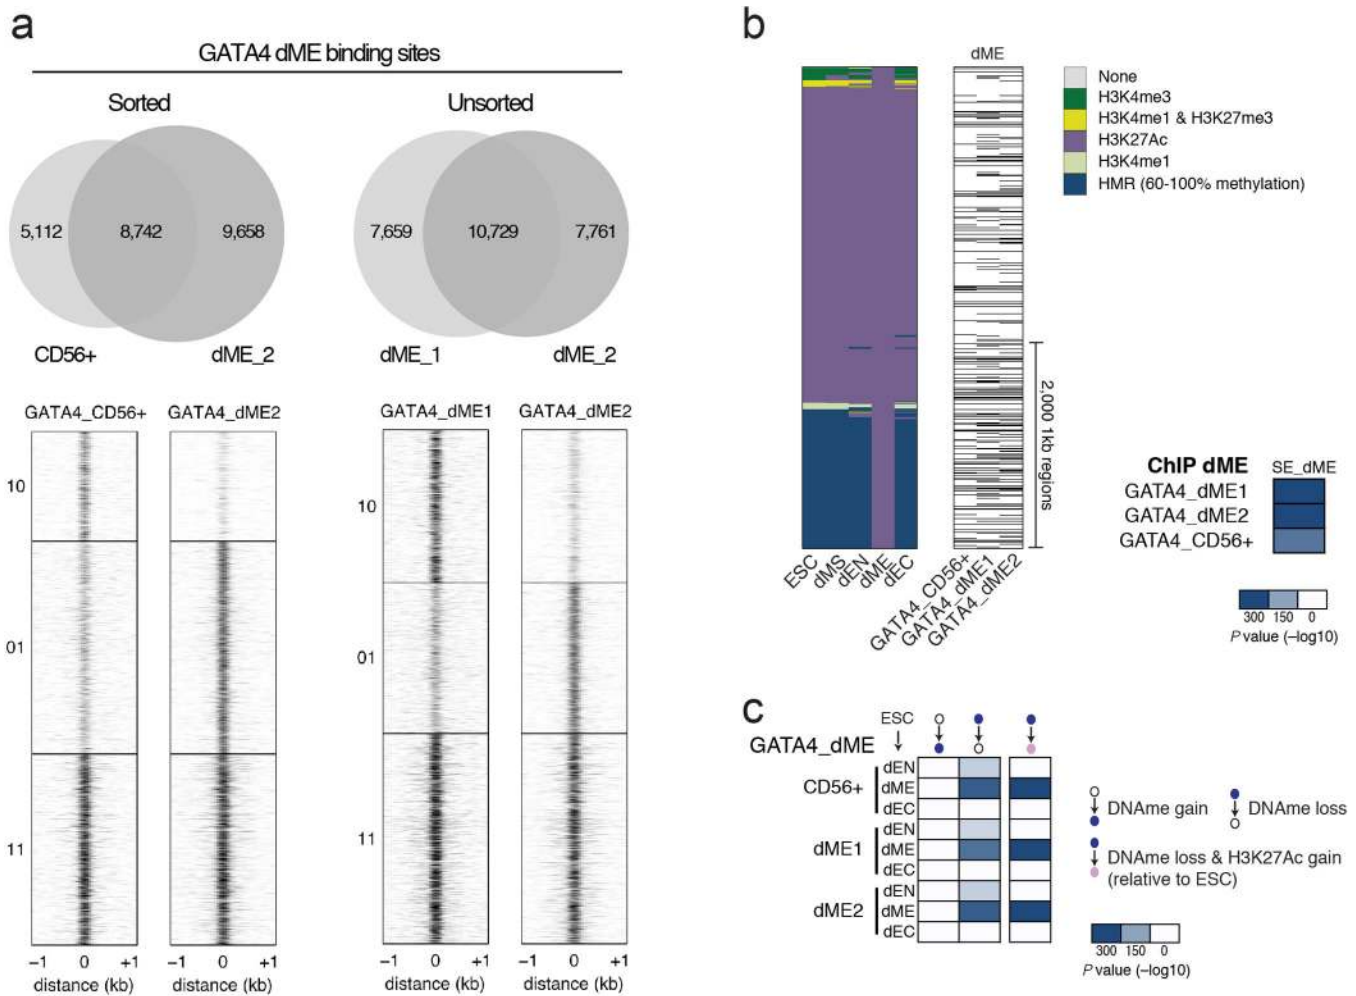 a
GATA4 dME binding sites
Sorted
Unsorted
5,112
8,742
9,658
7,659
10,729
7,761
CD56+
dME_2
dME_1
dME_2
GATA4_CD56+
GATA4_dME2
GATA4_dME1
GATA4_dME2
10
01
11
10
01
11
−1 0 +1
distance (kb)
−1 0 +1
distance (kb)
−1 0 +1
distance (kb)
−1 0 +1
distance (kb)
b
dME
None
H3K4me3
H3K4me1 & H3K27me3
H3K27Ac
H3K4me1
HMR (60-100% methylation)
2,000 1kb regions
ESC
dMS
dEN
dME
dEC
GATA4_CD56+
GATA4_dME1
GATA4_dME2
ChIP dME
SE_dME
GATA4_dME1
GATA4_dME2
GATA4_CD56+
300 150 0
P value (−log10)
c
ESC
GATA4_dME
CD56+
dEN
dME
dEC
dME1
dEN
dME
dEC
dME2
dEN
dME
dEC
DNAme gain
DNAme loss
DNAme loss & H3K27Ac gain
(relative to ESC)
300 150 0
P value (−log10)